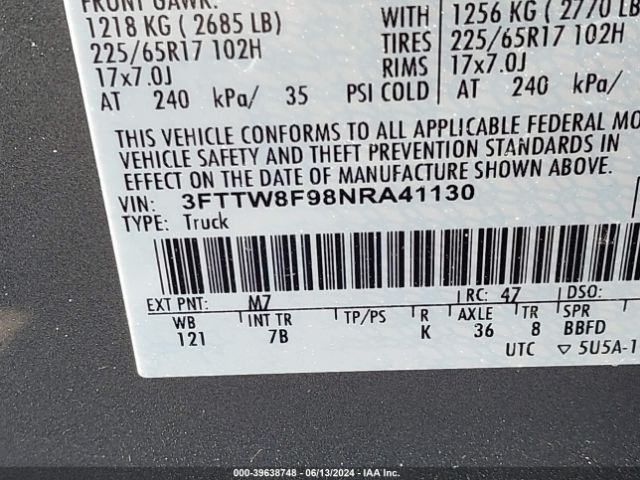 FRONT GAWR:
1218 KG ( 2685 LB) WITH 1256 KG ( 2770 LB
225/65R17 102H TIRES 225/65R17 102H
17x7.0J RIMS 17x7.0J
AT 240 kPa/ 35 PSI COLD AT 240 kPa/
THIS VEHICLE CONFORMS TO ALL APPLICABLE FEDERAL MO
VEHICLE SAFETY AND THEFT PREVENTION STANDARDS IN
EFFECT ON THE DATE OF MANUFACTURE SHOWN ABOVE.
VIN: 3FTTW8F98NRA41130
TYPE: Truck
EXT PNT: M7 RC: 47 DSO:
WB INT TR TP/PS R AXLE TR SPR
121 7B K 36 8 BBFD
UTC ▽ 5U5A-1
000-39638748 - 06/13/2024 - IAA Inc.